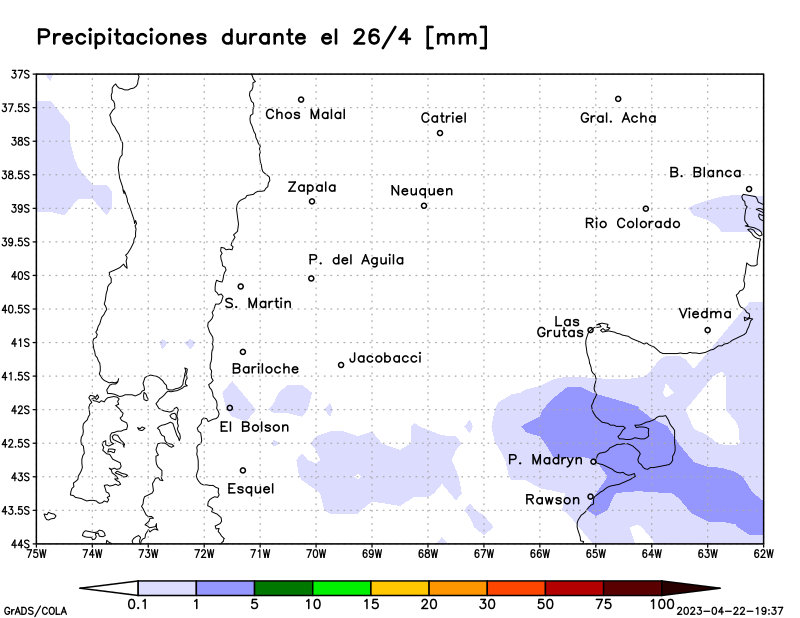 Precipitaciones durante el 26/4 [mm]
37S
37.5S
Chos Malal
Catriel
Gral. Acha
38S
38.5S
B. Blanca
Zapala
Neuquen
39S
Rio Colorado
39.5S
P. del Aguila
40S
S. Martin
40.5S
Viedma
Las
Grutas
41S
Jacobacci
Bariloche
41.5S
42S
El Bolson
42.5S
P. Madryn
43S
Esquel
Rawson
43.5S
44S
75W 74W 73W 72W 71W 70W 69W 68W 67W 66W 65W 64W 63W 62W
0.1 1 5 10 15 20 30 50 75 100
GrADS/COLA
2023-04-22-19:37